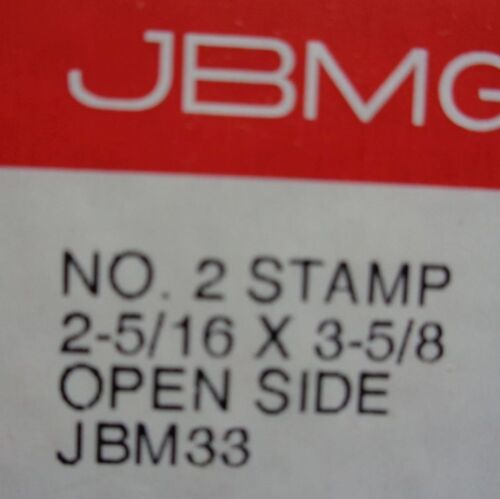 JBMG
NO. 2 STAMP
2-5/16 X 3-5/8
OPEN SIDE
JBM33